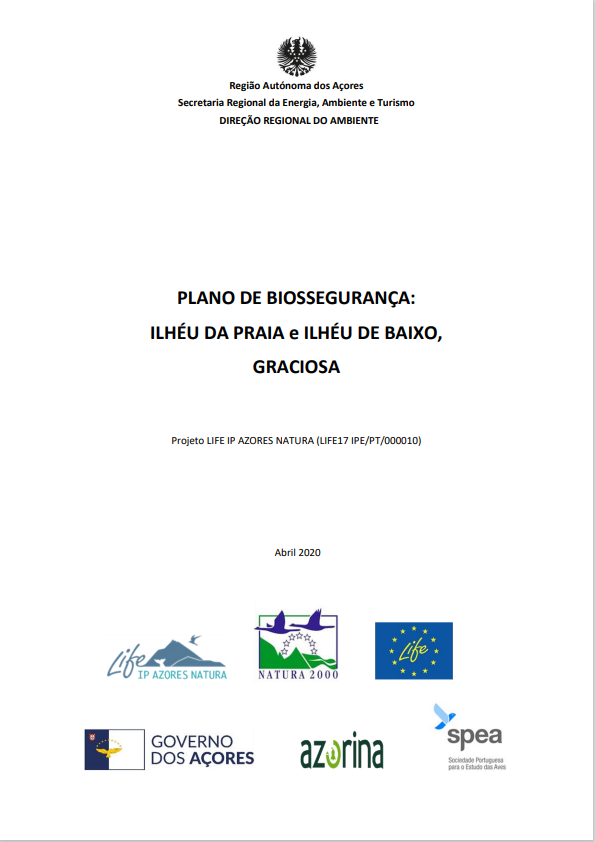 Região Autónoma dos Açores
Secretaria Regional da Energia, Ambiente e Turismo
DIREÇÃO REGIONAL DO AMBIENTE
PLANO DE BIOSSEGURANÇA:
ILHÉU DA PRAIA e ILHÉU DE BAIXO,
GRACIOSA
Projeto LIFE IP AZORES NATURA (LIFE17 IPE/PT/000010)
Abril 2020
Life
IP AZORES NATURA
NATURA 2000
Life
GOVERNO
DOS AÇORES
azorina
spea
Sociedade Portuguesa
para o Estudo das Aves